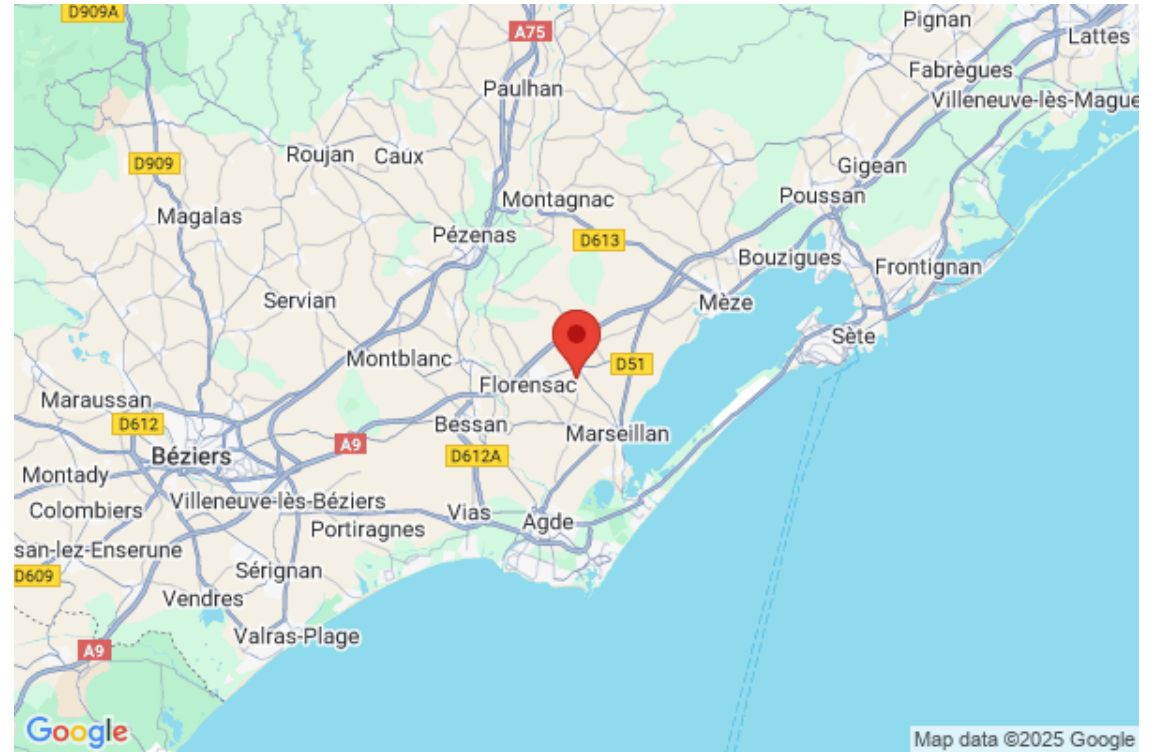 D909A
Pignan
A75
Lattes
Fabrègues
Paulhan
Villeneuve-lès-Mague
Roujan
Caux
D909
Gigean
Poussan
Montagnac
Magalas
Pézenas
D613
Bouzigues
Frontignan
Servian
Mèze
Sète
Montblanc
D51
Florensac
Maraussan
D612
Bessan
Marseillan
A9
Béziers
D612A
Montady
Villeneuve-lès-Béziers
Colombiers
Vias
Agde
Portiragnes
san-lez-Enserune
D609
Sérignan
Vendres
Valras-Plage
A9
Google
Map data ©2025 Google